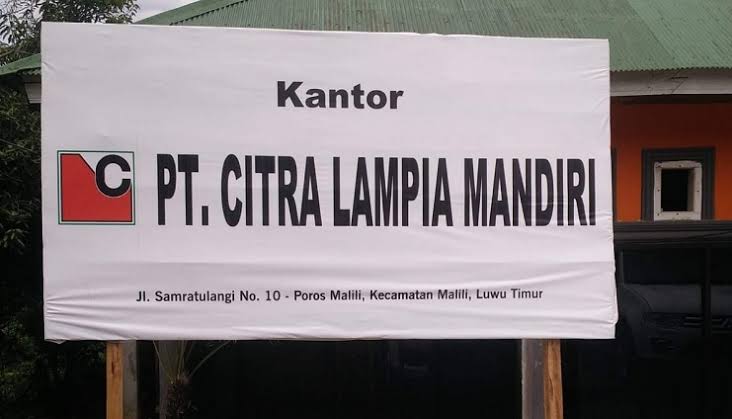 Kantor
C PT. CITRA LAMPIA MANDIRI
Jl. Samratulangi No. 10 - Poros Malili, Kecamatan Malili, Luwu Timur